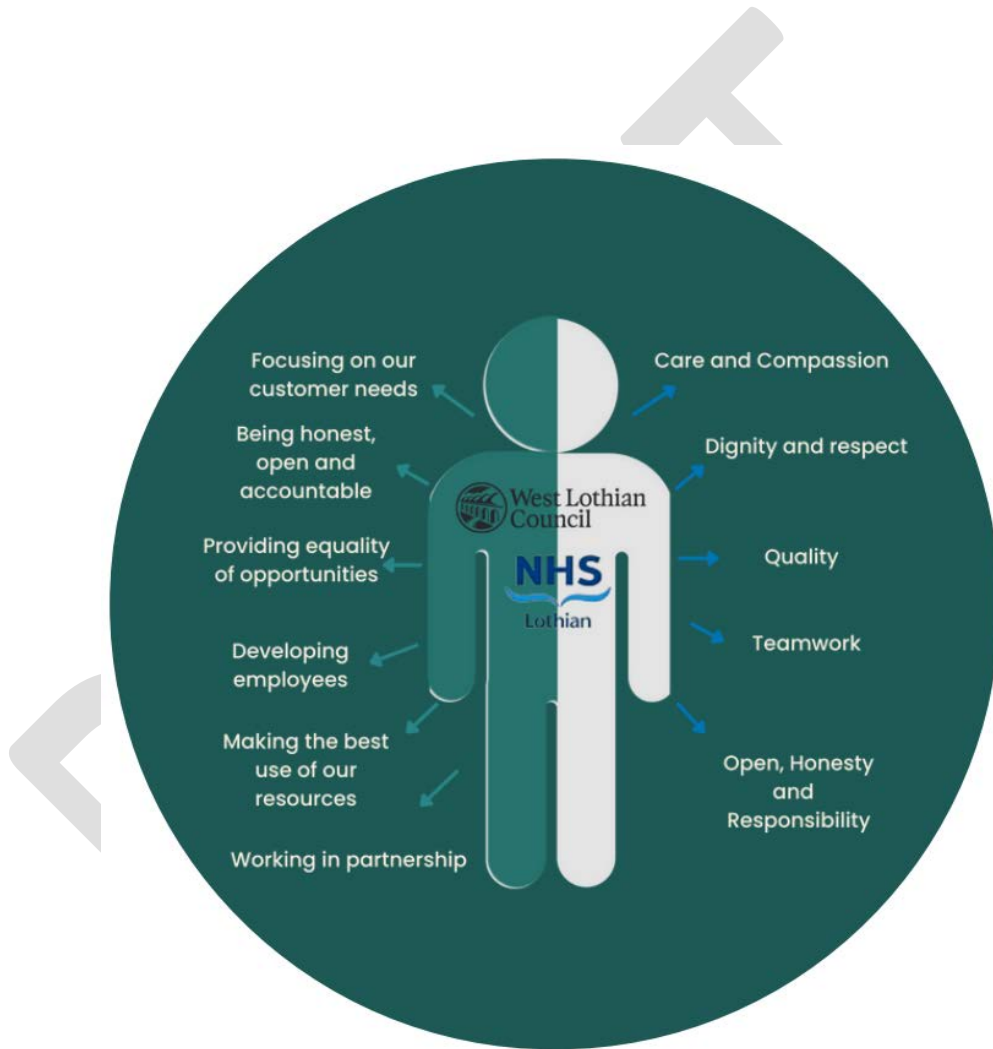 Focusing on our
customer needs
Being honest,
open and
accountable
Providing equality
of opportunities
Developing
employees
Making the best
use of our
resources
Working in partnership
West Lothian
Council
NHS
Lothian
Care and Compassion
Dignity and respect
Quality
Teamwork
Open, Honesty
and
Responsibility